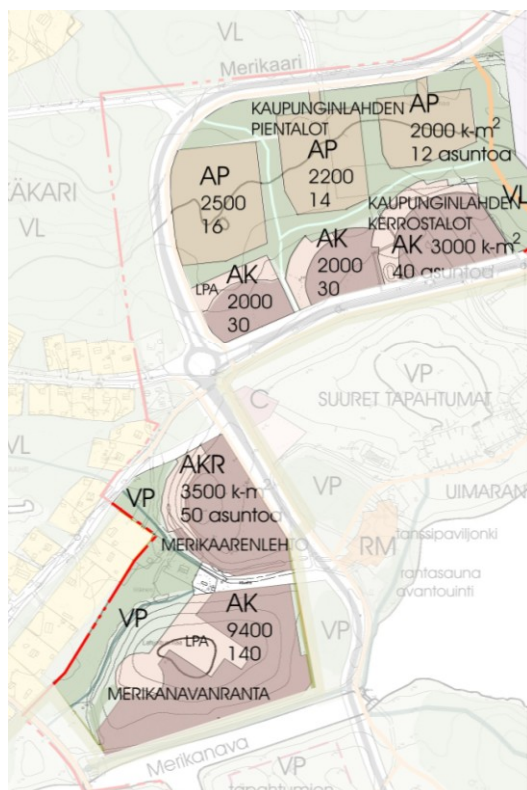 VL
Merikaari
KAUPUNGINLAHDEN
PIENTALOT
AP
2000 k-m²
12 asuntoa
AP
2200
14
AP
2500
16
KÄKARI
VL
VL
KAUPUNGINLAHDEN
KERROSTALOT
AK 3000 k-m²
40 asuntoa
AK
2000
30
LPA
AK
2000
30
VP
SUURET TAPAHTUMAT
C
VL
AKR
3500 k-m²
50 asuntoa
VP
VP
UIMARAN
RM
tanssipaviljonki
MERIKAARENLEHTO
rantasauna
avantouinti
VP
AK
9400
140
LPA
VP
MERIKANAVANRANTA
Merikanava
VP
tapahtumien